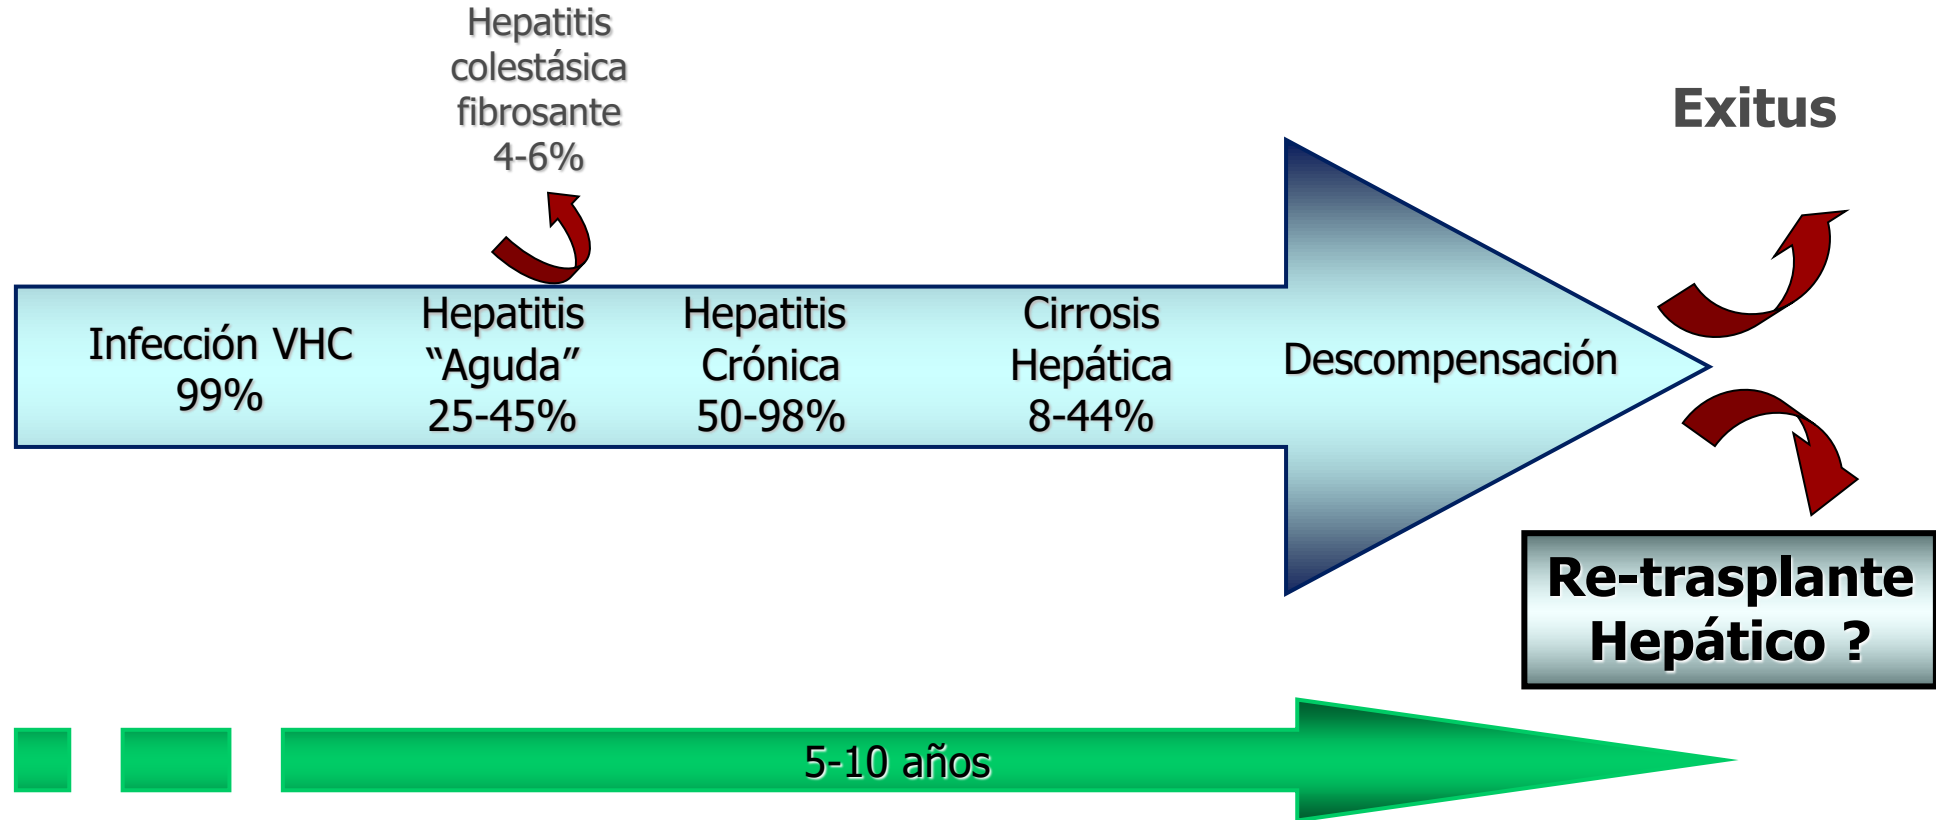 Hepatitis
colestásica
fibrosante
4-6%
Exitus
Infección VHC
99%
Hepatitis
“Aguda”
25-45%
Hepatitis
Crónica
50-98%
Cirrosis
Hepática
8-44%
Descompensación
Re-trasplante
Hepático ?
5-10 años